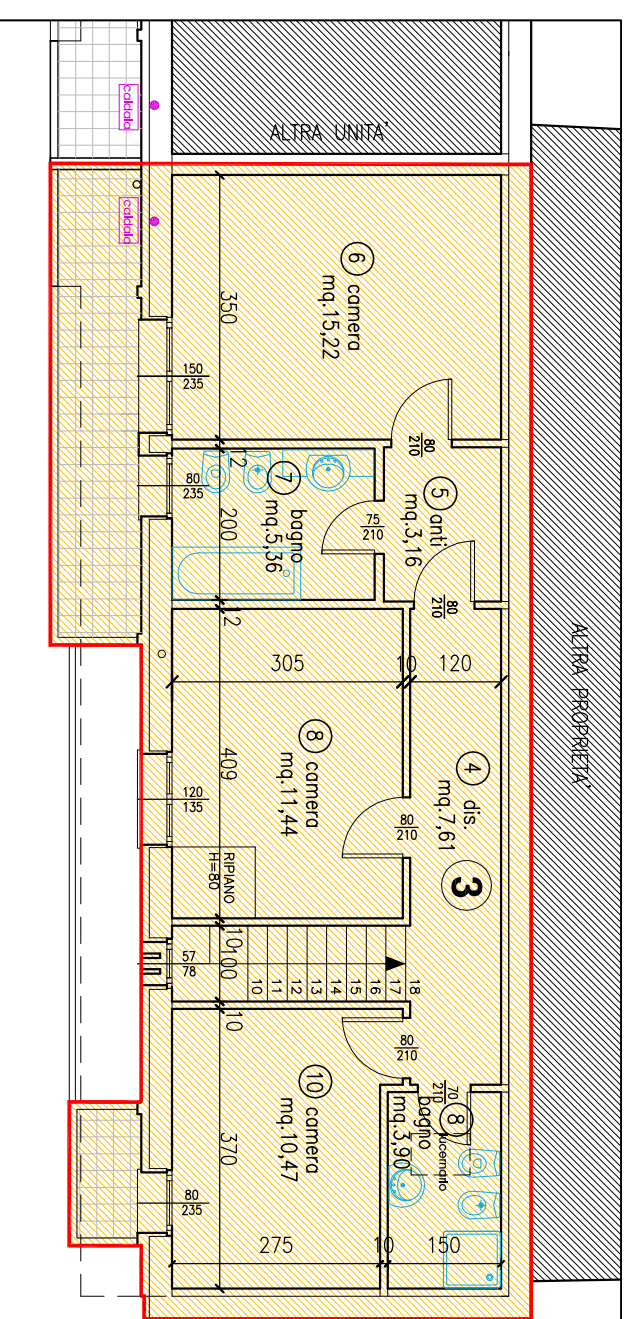 ALTRA UNITA'
caldaia
caldaia
6 camera
mq.15,22
350
150
235
80
210
12
80
235
7 bagno
mq.5,36
200
75
210
5 anti
mq.3,16
80
210
12
305
10
120
ALTRA PROPRIETA'
409
8 camera
mq.11,44
4 dis.
mq.7,61
3
120
135
80
210
RIPIANO
H=80
10
100
57
78
10
11
12
13
14
15
16
17
18
10
80
210
70
210
8
bagno
mq.3,90
lucernario
10 camera
mq.10,47
370
80
235
275
10
150